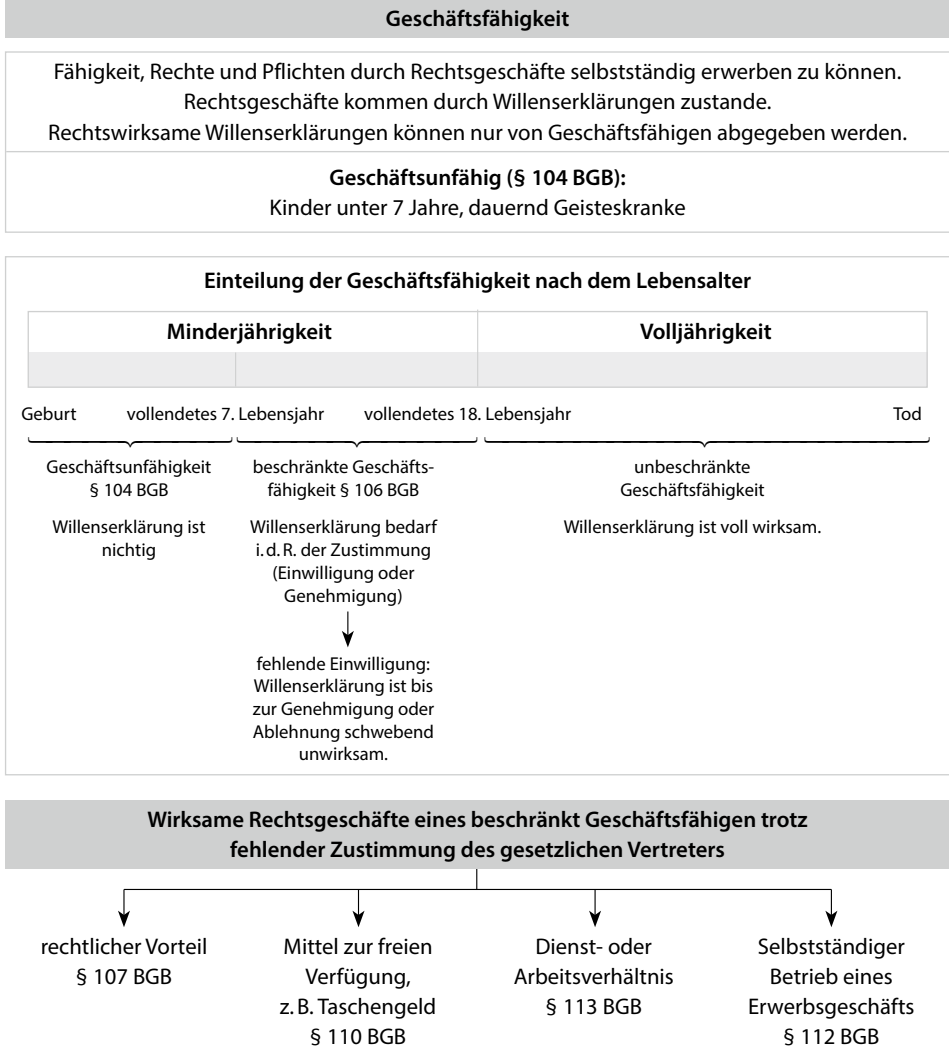 Geschäftsfähigkeit
Fähigkeit, Rechte und Pflichten durch Rechtsgeschäfte selbstständig erwerben zu können.
Rechtsgeschäfte kommen durch Willenserklärungen zustande.
Rechtswirksame Willenserklärungen können nur von Geschäftsfähigen abgegeben werden.
Geschäftsunfähig (§ 104 BGB):
Kinder unter 7 Jahre, dauernd Geisteskranke
Einteilung der Geschäftsfähigkeit nach dem Lebensalter
Minderjährigkeit
Volljährigkeit
Geburt
vollendetes 7. Lebensjahr
vollendetes 18. Lebensjahr
Tod
Geschäftsunfähigkeit
§ 104 BGB
Willenserklärung ist
nichtig
beschränkte Geschäfts-
fähigkeit § 106 BGB
Willenserklärung bedarf
i. d. R. der Zustimmung
(Einwilligung oder
Genehmigung)
fehlende Einwilligung:
Willenserklärung ist bis
zur Genehmigung oder
Ablehnung schwebend
unwirksam.
unbeschränkte
Geschäftsfähigkeit
Willenserklärung ist voll wirksam.
Wirksame Rechtsgeschäfte eines beschränkt Geschäftsfähigen trotz
fehlender Zustimmung des gesetzlichen Vertreters
rechtlicher Vorteil
§ 107 BGB
Mittel zur freien
Verfügung,
z. B. Taschengeld
§ 110 BGB
Dienst- oder
Arbeitsverhältnis
§ 113 BGB
Selbstständiger
Betrieb eines
Erwerbsgeschäfts
§ 112 BGB